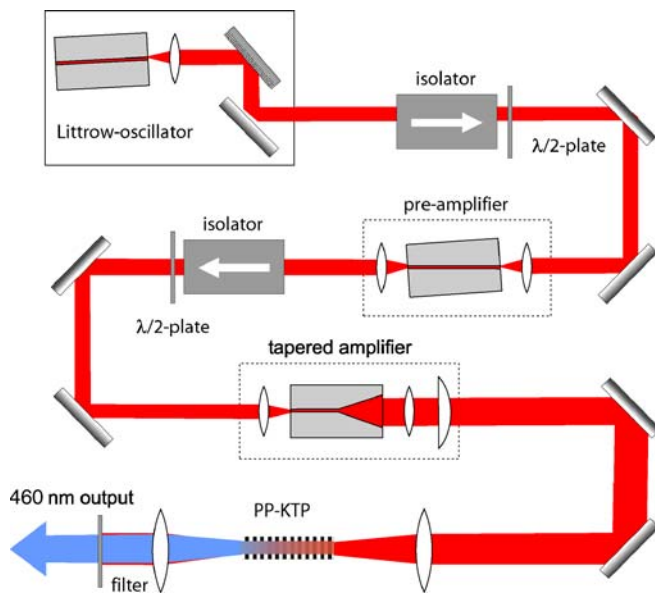 Littrow-oscillator
isolator
λ/2-plate
pre-amplifier
isolator
λ/2-plate
tapered amplifier
460 nm output
PP-KTP
filter